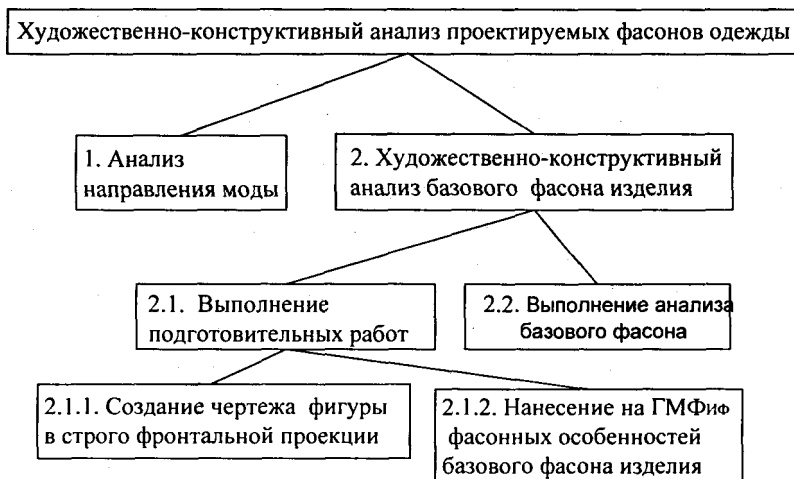 Художественно-конструктивный анализ проектируемых фасонов одежды
1. Анализ
направления моды
2. Художественно-конструктивный
анализ базового фасона изделия
2.1. Выполнение
подготовительных работ
2.2. Выполнение анализа
базового фасона
2.1.1. Создание чертежа фигуры
в строго фронтальной проекции
2.1.2. Нанесение на ГМФиф
фасонных особенностей
базового фасона изделия